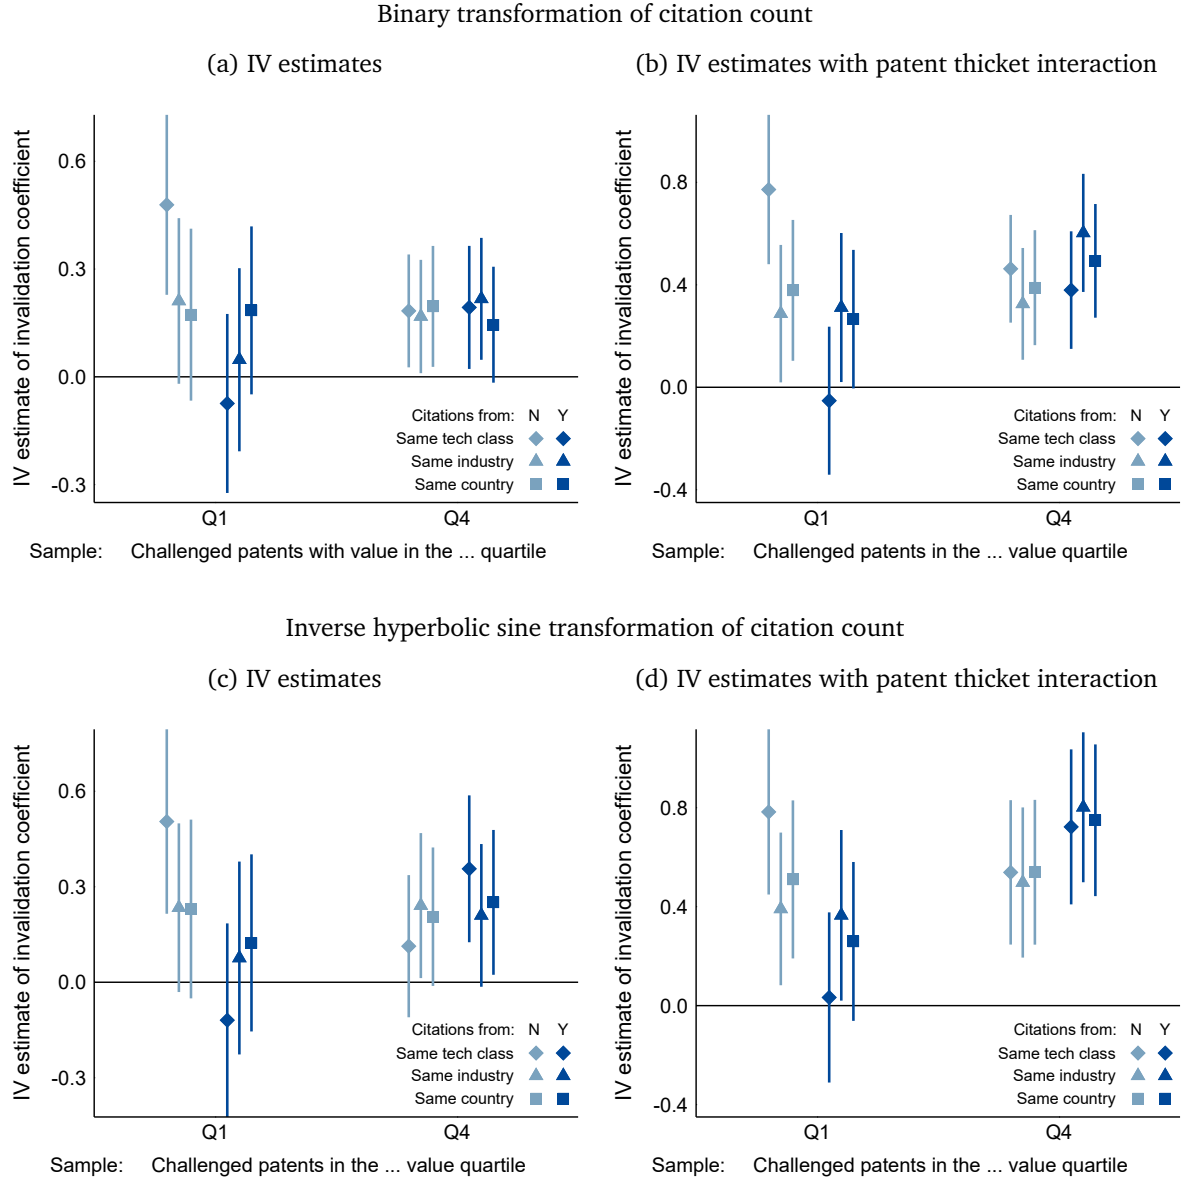 Binary transformation of citation count
(a) IV estimates
IV estimate of invalidation coefficient
0.6
0.3
0.0
-0.3
Citations from: N Y
Same tech class
Same industry
Same country
Q1 Q4
Sample: Challenged patents with value in the ... quartile
(b) IV estimates with patent thicket interaction
IV estimate of invalidation coefficient
0.8
0.4
0.0
-0.4
Citations from: N Y
Same tech class
Same industry
Same country
Q1 Q4
Sample: Challenged patents in the ... value quartile
Inverse hyperbolic sine transformation of citation count
(c) IV estimates
IV estimate of invalidation coefficient
0.6
0.3
0.0
-0.3
Citations from: N Y
Same tech class
Same industry
Same country
Q1 Q4
Sample: Challenged patents in the ... value quartile
(d) IV estimates with patent thicket interaction
IV estimate of invalidation coefficient
0.8
0.4
0.0
-0.4
Citations from: N Y
Same tech class
Same industry
Same country
Q1 Q4
Sample: Challenged patents in the ... value quartile